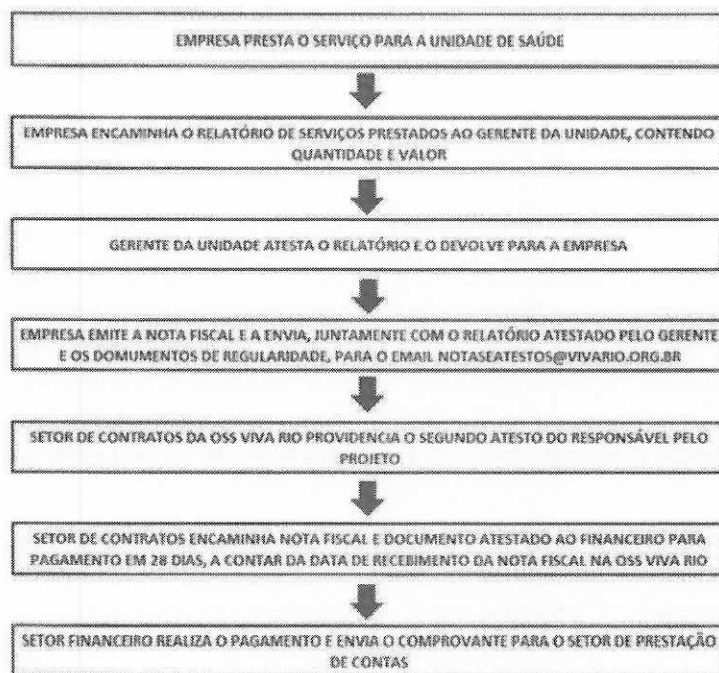 EMPRESA PRESTA O SERVIÇO PARA A UNIDADE DE SAÚDE
EMPRESA ENCAMINHA O RELATÓRIO DE SERVIÇOS PRESTADOS AO GERENTE DA UNIDADE, CONTENDO
QUANTIDADE E VALOR
GERENTE DA UNIDADE ATESTA O RELATÓRIO E O DEVOLVE PARA A EMPRESA
EMPRESA EMITE A NOTA FISCAL E A ENVIA, JUNTAMENTE COM O RELATÓRIO ATESTADO PELO GERENTE
E OS DOMUMENTOS DE REGULARIDADE, PARA O EMAIL NOTASEATESTOS@VIVARIO.ORG.BR
SETOR DE CONTRATOS DA OSS VIVA RIO PROVIDENCIA O SEGUNDO ATESTO DO RESPONSÁVEL PELO
PROJETO
SETOR DE CONTRATOS ENCAMINHA NOTA FISCAL E DOCUMENTO ATESTADO AO FINANCEIRO PARA
PAGAMENTO EM 28 DIAS, A CONTAR DA DATA DE RECEBIMENTO DA NOTA FISCAL NA OSS VIVA RIO
SETOR FINANCEIRO REALIZA O PAGAMENTO E ENVIA O COMPROVANTE PARA O SETOR DE PRESTAÇÃO
DE CONTAS